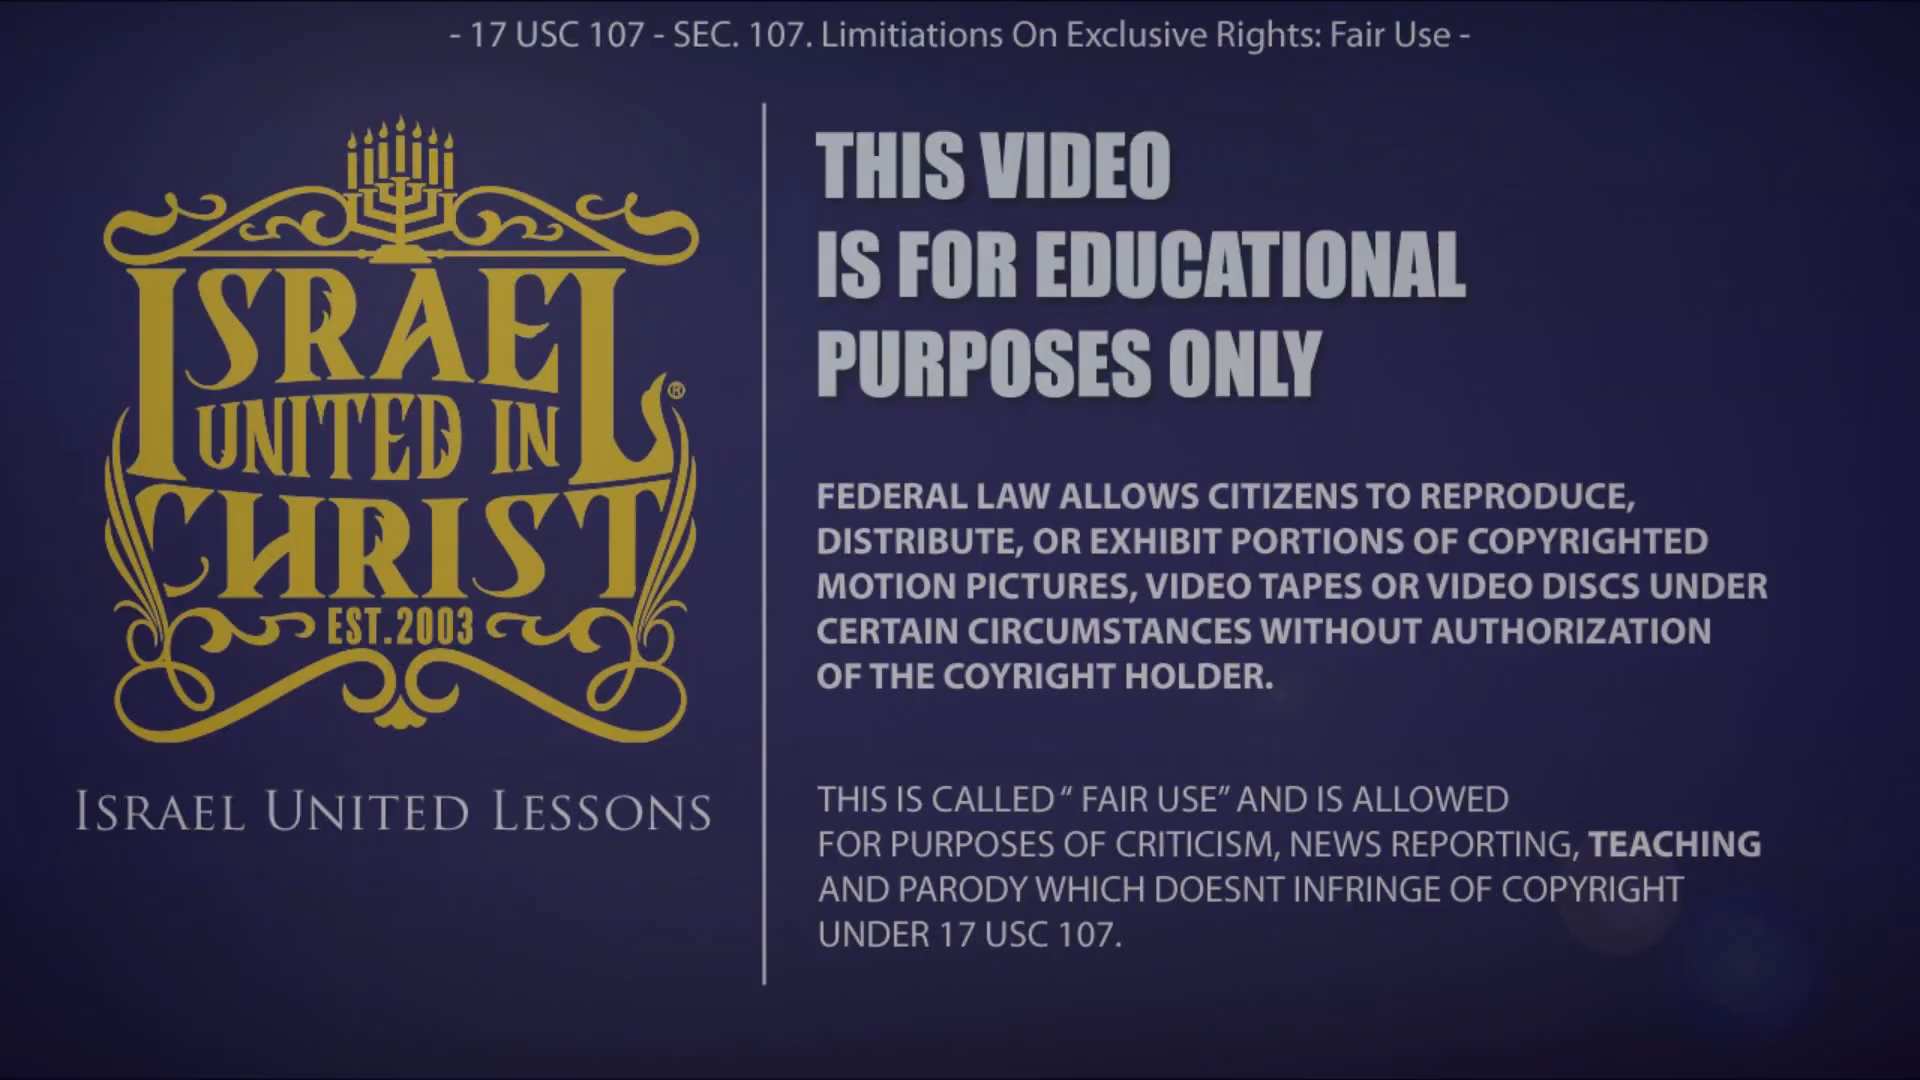 - 17 USC 107 - SEC. 107. Limitiations On Exclusive Rights: Fair Use -
ISRAEL
UNITED IN
CHRIST
®
EST.2003
ISRAEL UNITED LESSONS
THIS VIDEO
IS FOR EDUCATIONAL
PURPOSES ONLY
FEDERAL LAW ALLOWS CITIZENS TO REPRODUCE,
DISTRIBUTE, OR EXHIBIT PORTIONS OF COPYRIGHTED
MOTION PICTURES, VIDEO TAPES OR VIDEO DISCS UNDER
CERTAIN CIRCUMSTANCES WITHOUT AUTHORIZATION
OF THE COYRIGHT HOLDER.
THIS IS CALLED “ FAIR USE” AND IS ALLOWED
FOR PURPOSES OF CRITICISM, NEWS REPORTING, TEACHING
AND PARODY WHICH DOESNT INFRINGE OF COPYRIGHT
UNDER 17 USC 107.